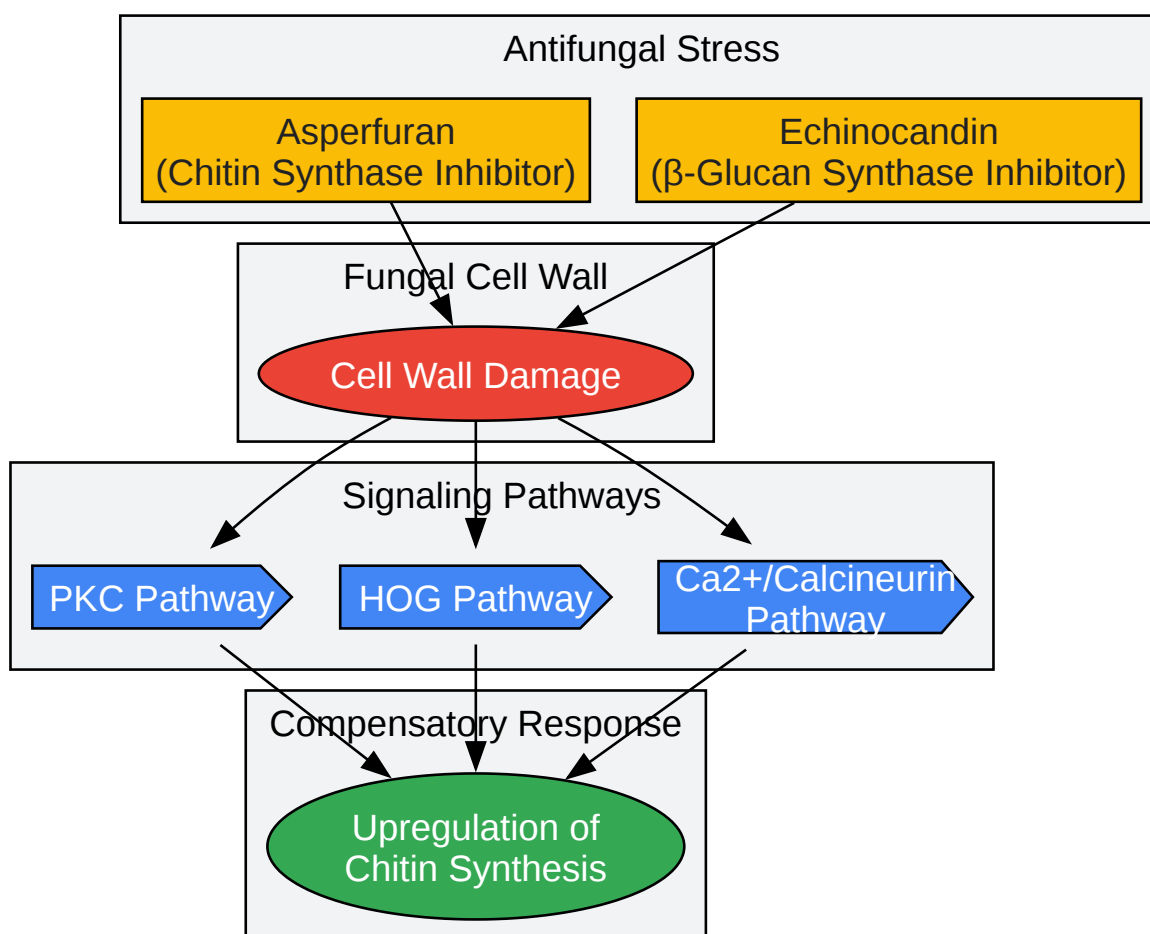 Antifungal Stress
Asperfuran
(Chitin Synthase Inhibitor)
Echinocandin
(β-Glucan Synthase Inhibitor)
Fungal Cell Wall
Cell Wall Damage
Signaling Pathways
PKC Pathway
HOG Pathway
Ca2+/Calcineurin
Pathway
Compensatory Response
Upregulation of
Chitin Synthesis